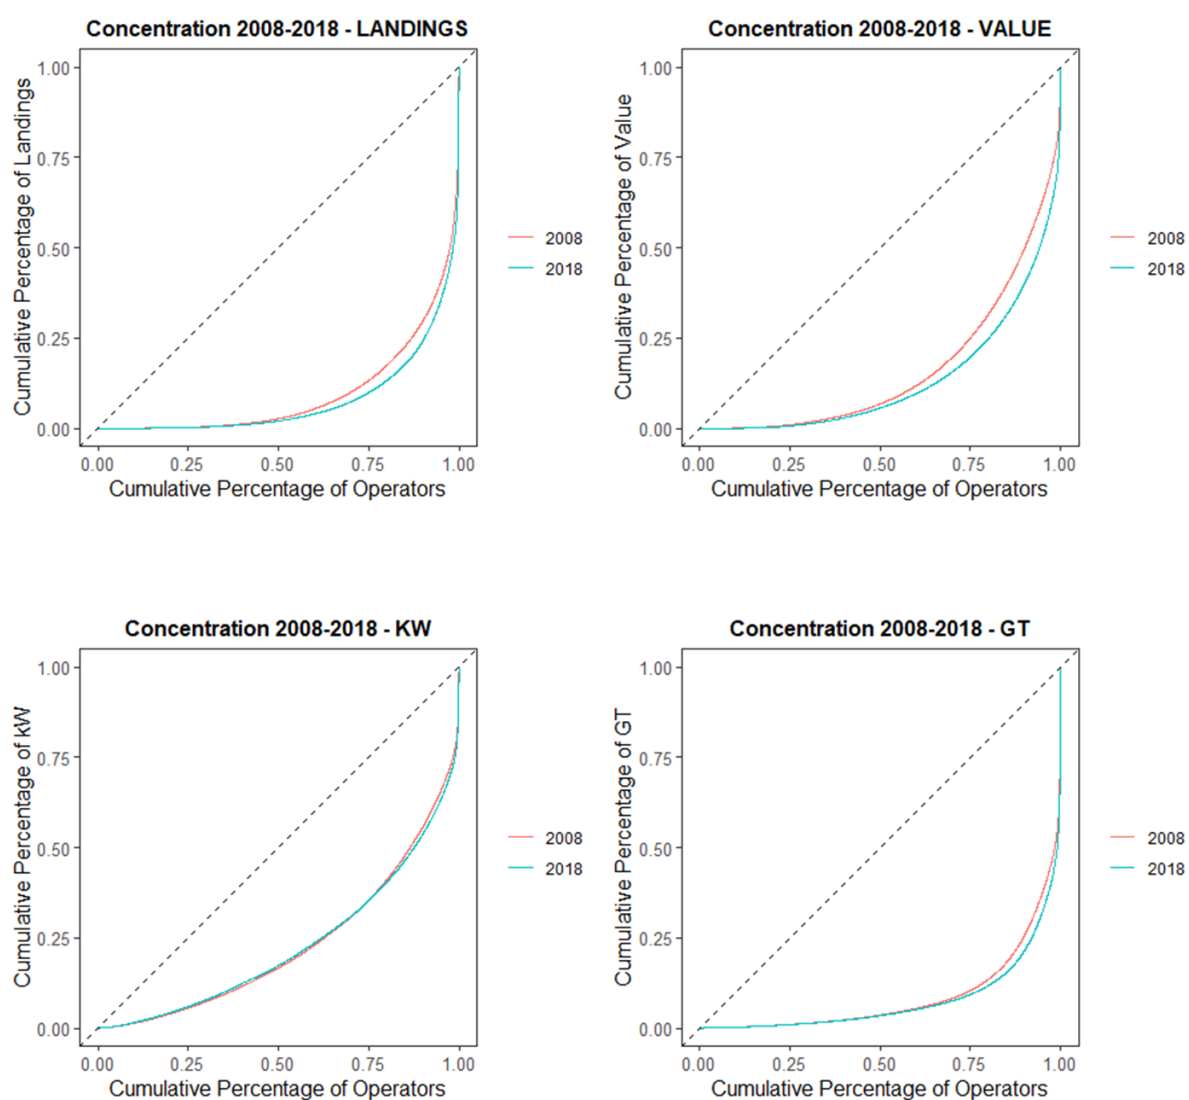 Concentration 2008-2018 - LANDINGS
Cumulative Percentage of Landings
1.00
0.75
0.50
0.25
0.00
0.00 0.25 0.50 0.75 1.00
Cumulative Percentage of Operators
2008
2018
Concentration 2008-2018 - VALUE
Cumulative Percentage of Value
1.00
0.75
0.50
0.25
0.00
0.00 0.25 0.50 0.75 1.00
Cumulative Percentage of Operators
2008
2018
Concentration 2008-2018 - KW
Cumulative Percentage of kW
1.00
0.75
0.50
0.25
0.00
0.00 0.25 0.50 0.75 1.00
Cumulative Percentage of Operators
2008
2018
Concentration 2008-2018 - GT
Cumulative Percentage of GT
1.00
0.75
0.50
0.25
0.00
0.00 0.25 0.50 0.75 1.00
Cumulative Percentage of Operators
2008
2018